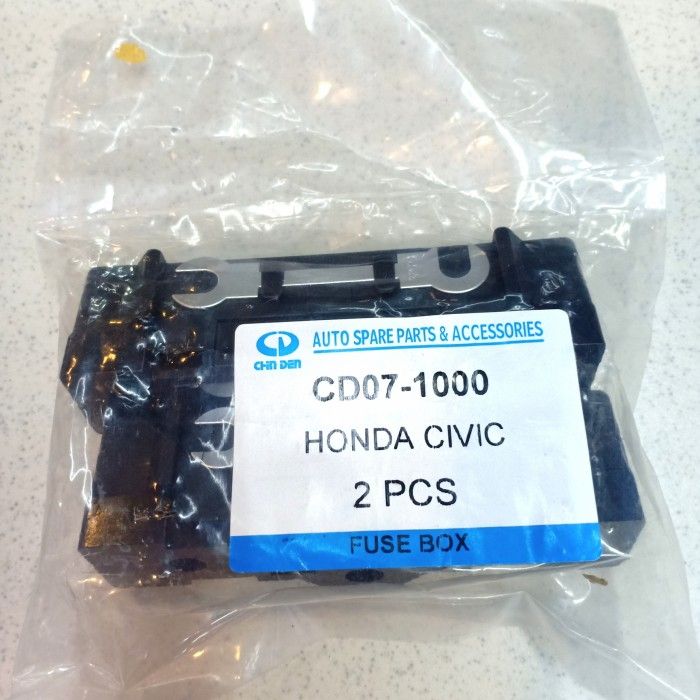 CHIN DEN
AUTO SPARE PARTS & ACCESSORIES
CD07-1000
HONDA CIVIC
2 PCS
FUSE BOX